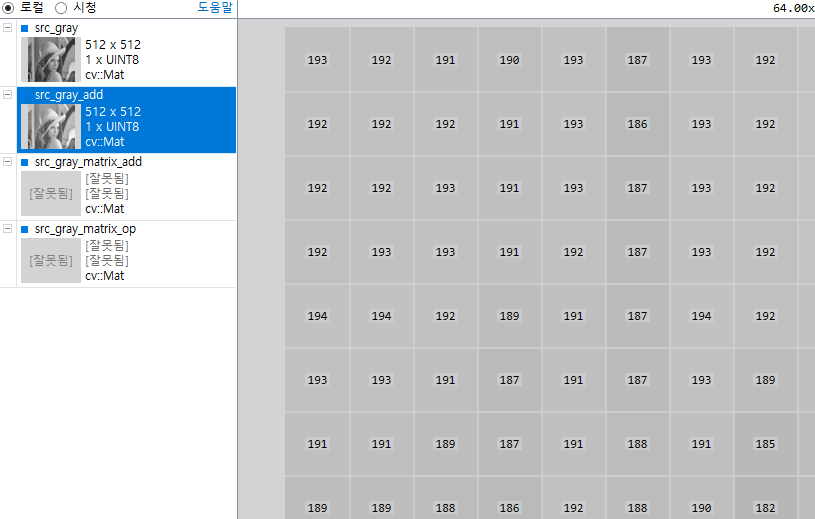 로컬 시청 도움말 64.00x
src_gray
512 x 512
1 x UINT8
cv::Mat
src_gray_add
512 x 512
1 x UINT8
cv::Mat
src_gray_matrix_add
[잘못됨]
[잘못됨]
[잘못됨]
cv::Mat
src_gray_matrix_op
[잘못됨]
[잘못됨]
[잘못됨]
cv::Mat
193 192 191 190 193 187 193 192
192 192 192 191 193 186 193 192
192 192 193 191 193 187 193 192
192 193 193 191 192 187 193 192
194 194 192 189 191 187 194 192
193 193 191 187 191 187 193 189
191 191 189 187 191 188 191 185
189 189 188 186 192 188 190 182